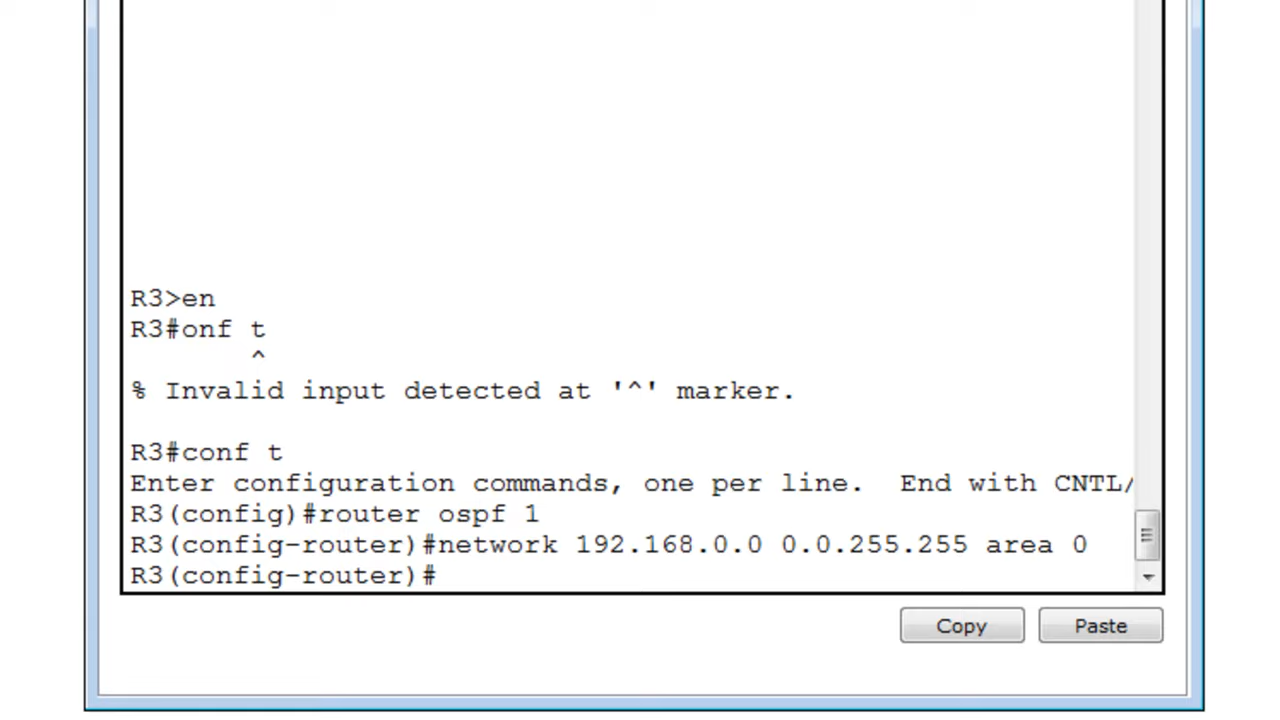 R3>en
R3#onf t
^
% Invalid input detected at '^' marker.
R3#conf t
Enter configuration commands, one per line.  End with CNTL/
R3(config)#router ospf 1
R3(config-router)#network 192.168.0.0 0.0.255.255 area 0
R3(config-router)#
Copy Paste